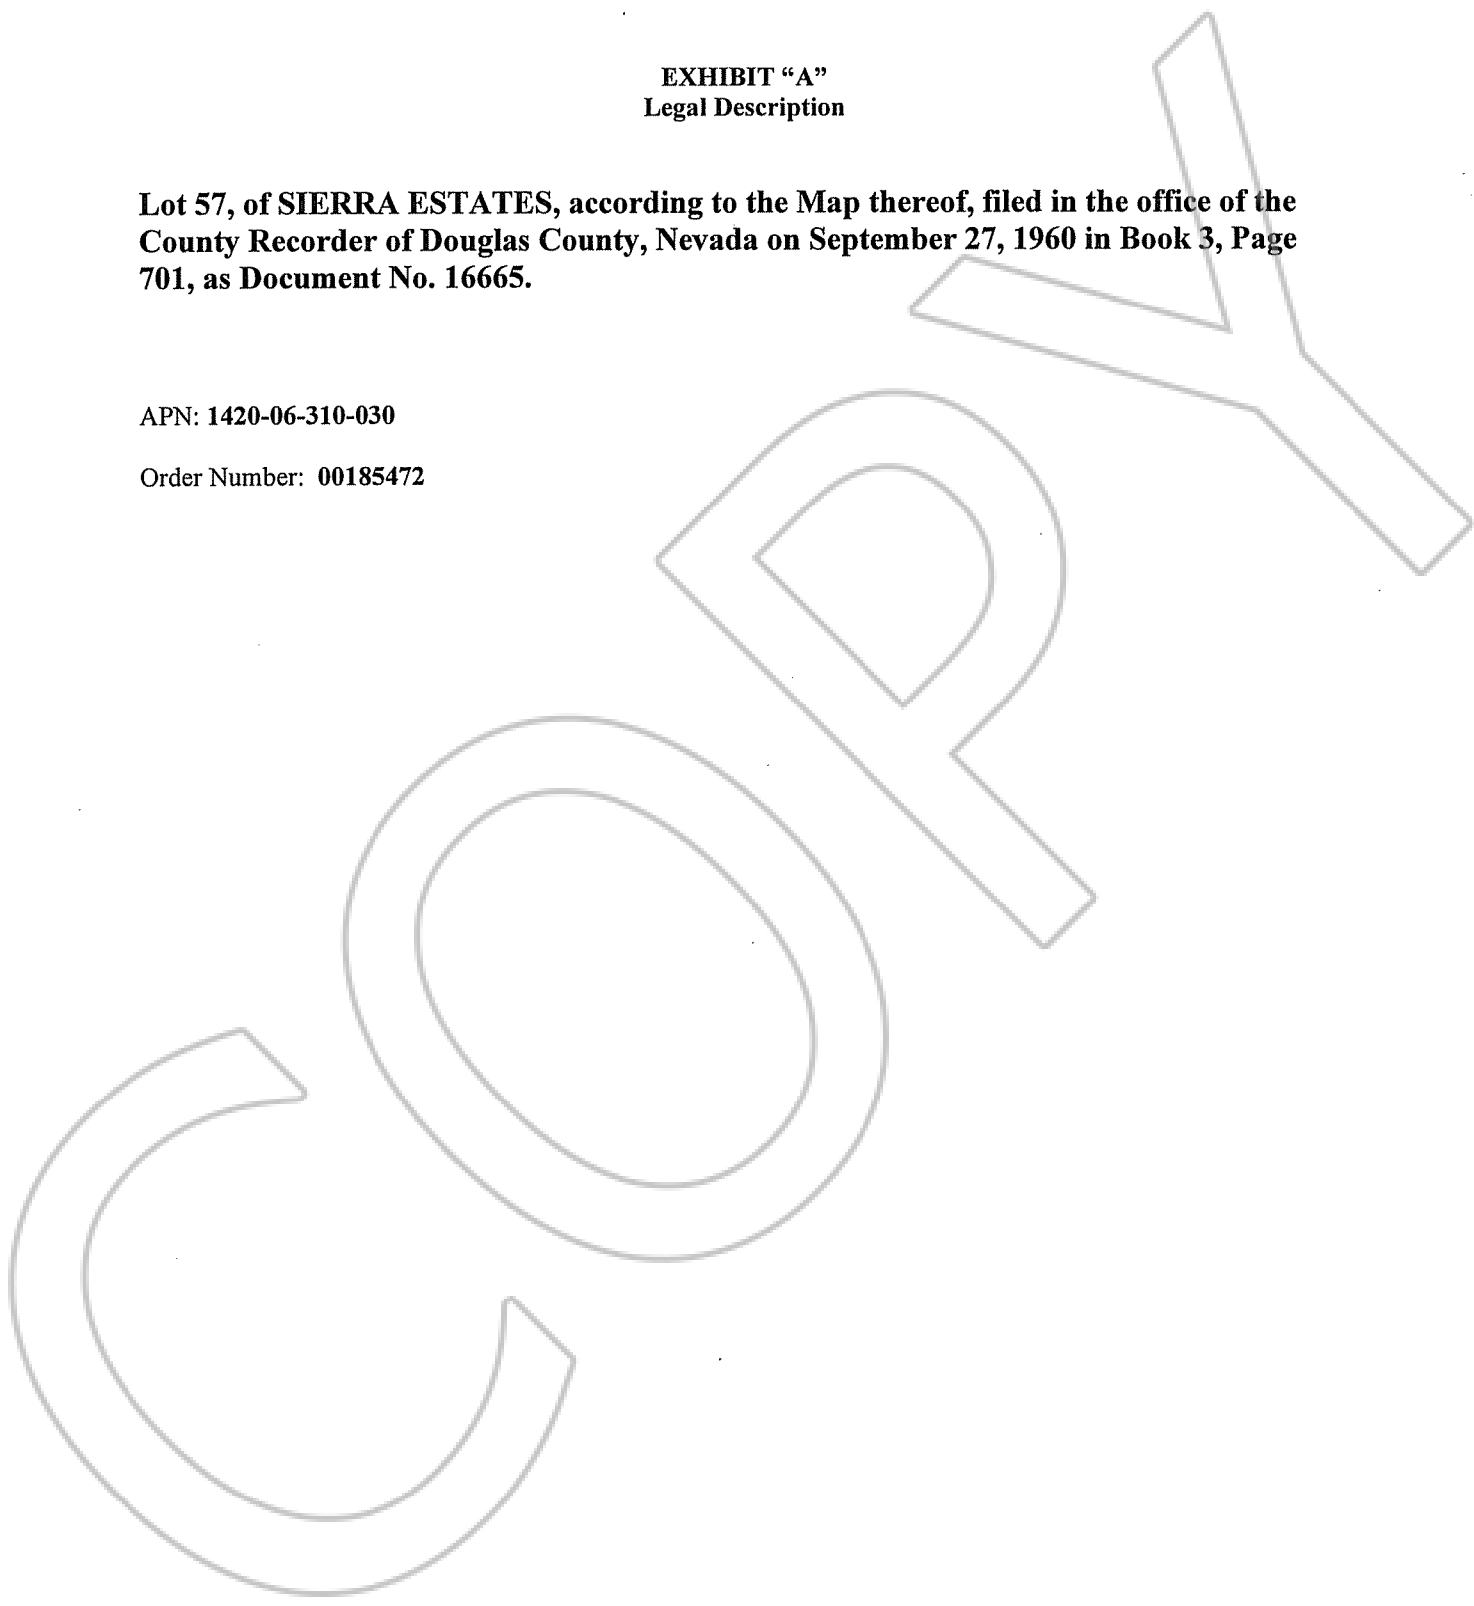 EXHIBIT “A”
Legal Description
Lot 57, of SIERRA ESTATES, according to the Map thereof, filed in the office of the
County Recorder of Douglas County, Nevada on September 27, 1960 in Book 3, Page
701, as Document No. 16665.
APN: 1420-06-310-030
Order Number: 00185472
COPY